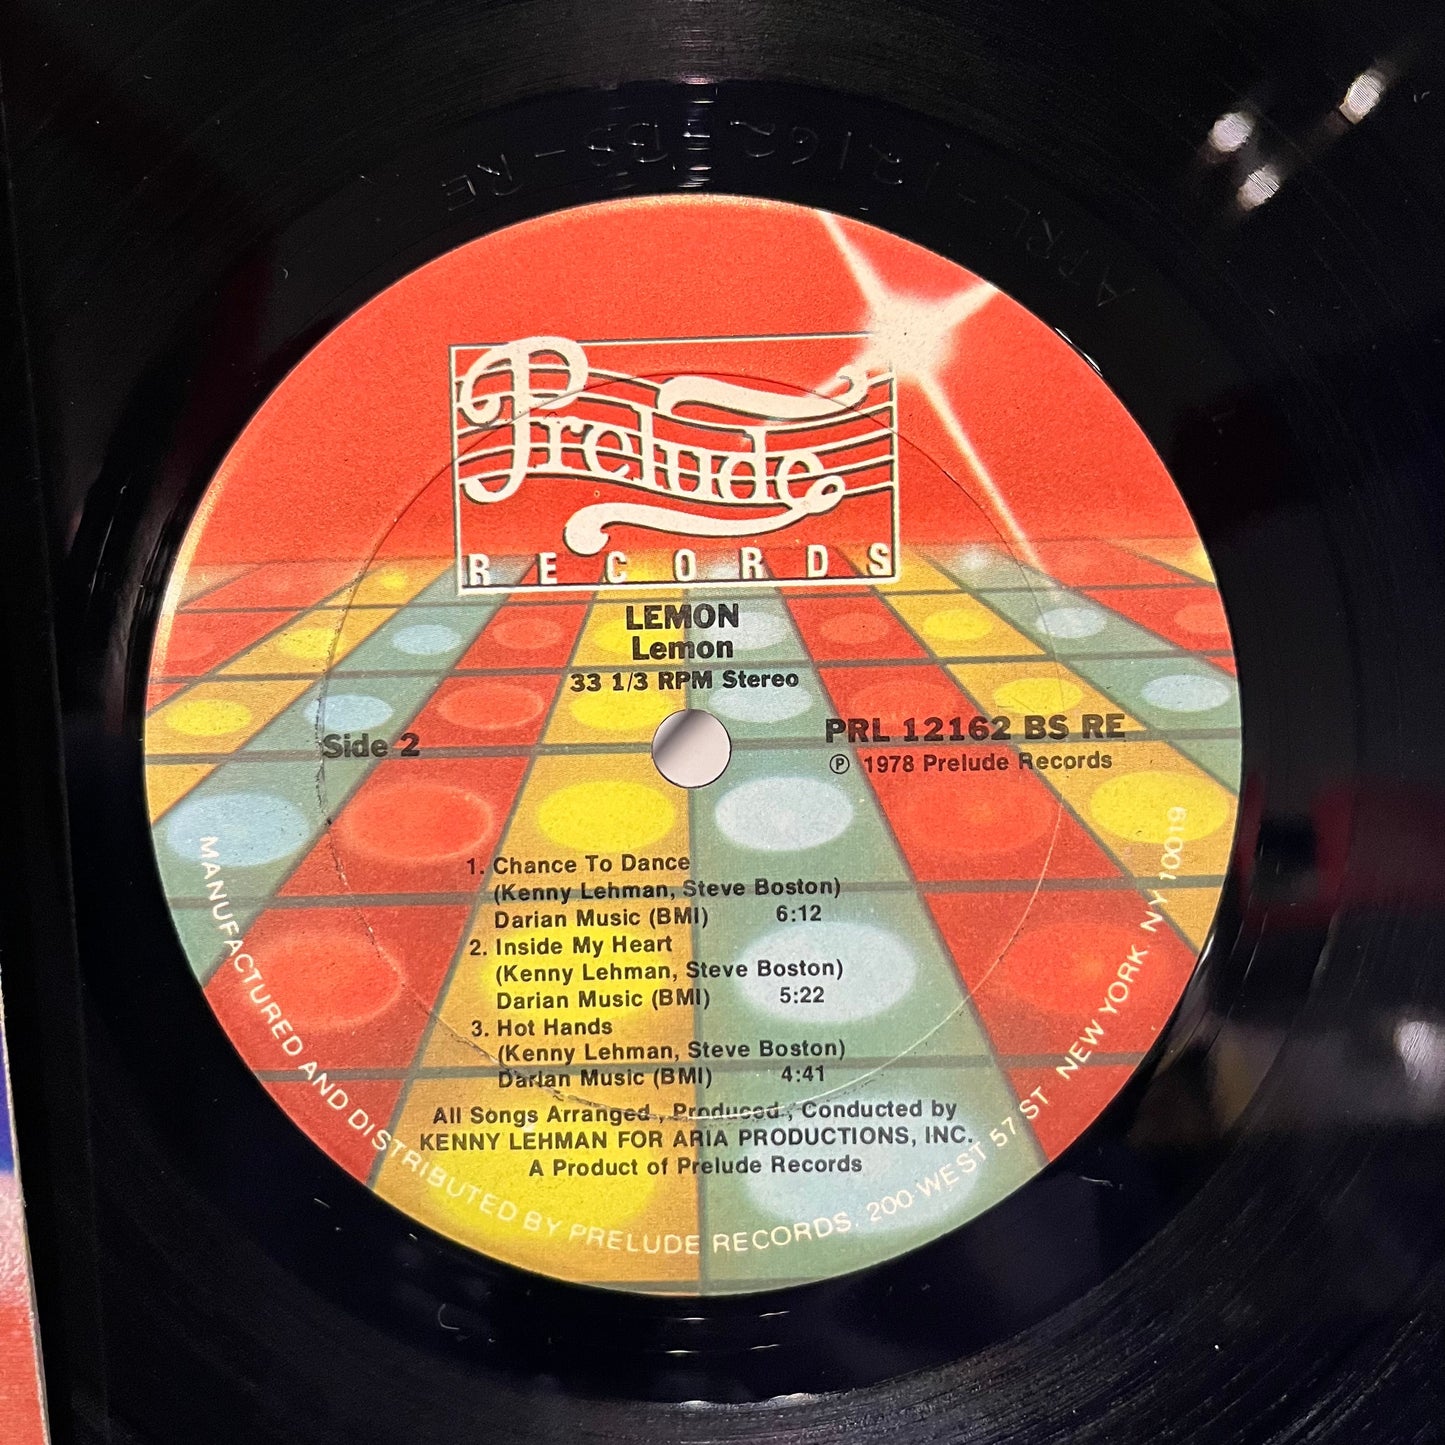 APRL-12162-BS-RE
Prelude
RECORDS
LEMON
Lemon
33 1/3 RPM Stereo
Side 2
PRL 12162 BS RE
℗ 1978 Prelude Records
1. Chance To Dance
(Kenny Lehman, Steve Boston)
Darian Music (BMI) 6:12
2. Inside My Heart
(Kenny Lehman, Steve Boston)
Darian Music (BMI) 5:22
3. Hot Hands
(Kenny Lehman, Steve Boston)
Darian Music (BMI) 4:41
All Songs Arranged, Produced, Conducted by
KENNY LEHMAN FOR ARIA PRODUCTIONS, INC.
A Product of Prelude Records
MANUFACTURED AND DISTRIBUTED BY PRELUDE RECORDS. 200 WEST 57 ST NEW YORK NY 10019